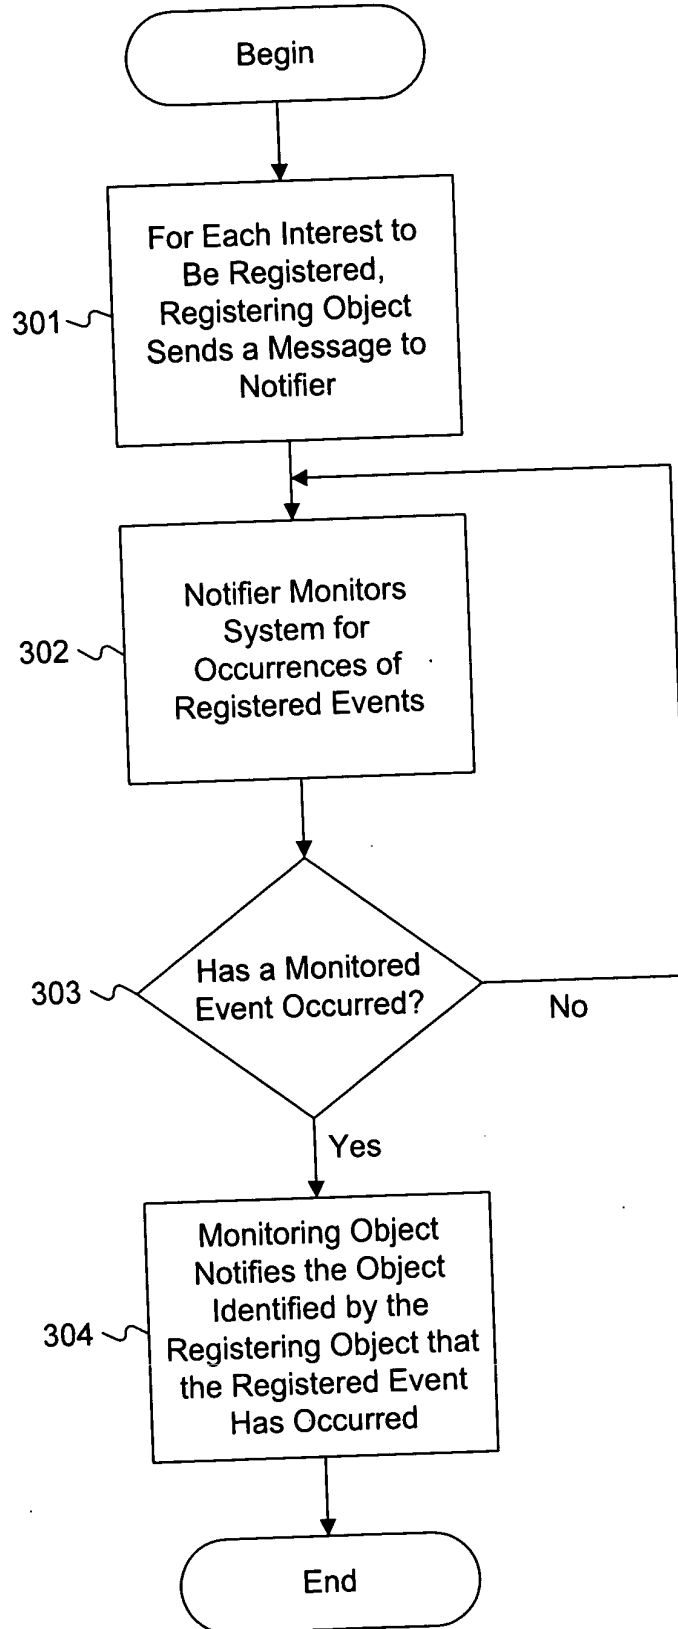 Begin
For Each Interest to
Be Registered,
Registering Object
Sends a Message to
Notifier
301
Notifier Monitors
System for
Occurrences of
Registered Events
302
Has a Monitored
Event Occurred?
303
No
Yes
Monitoring Object
Notifies the Object
Identified by the
Registering Object that
the Registered Event
Has Occurred
304
End